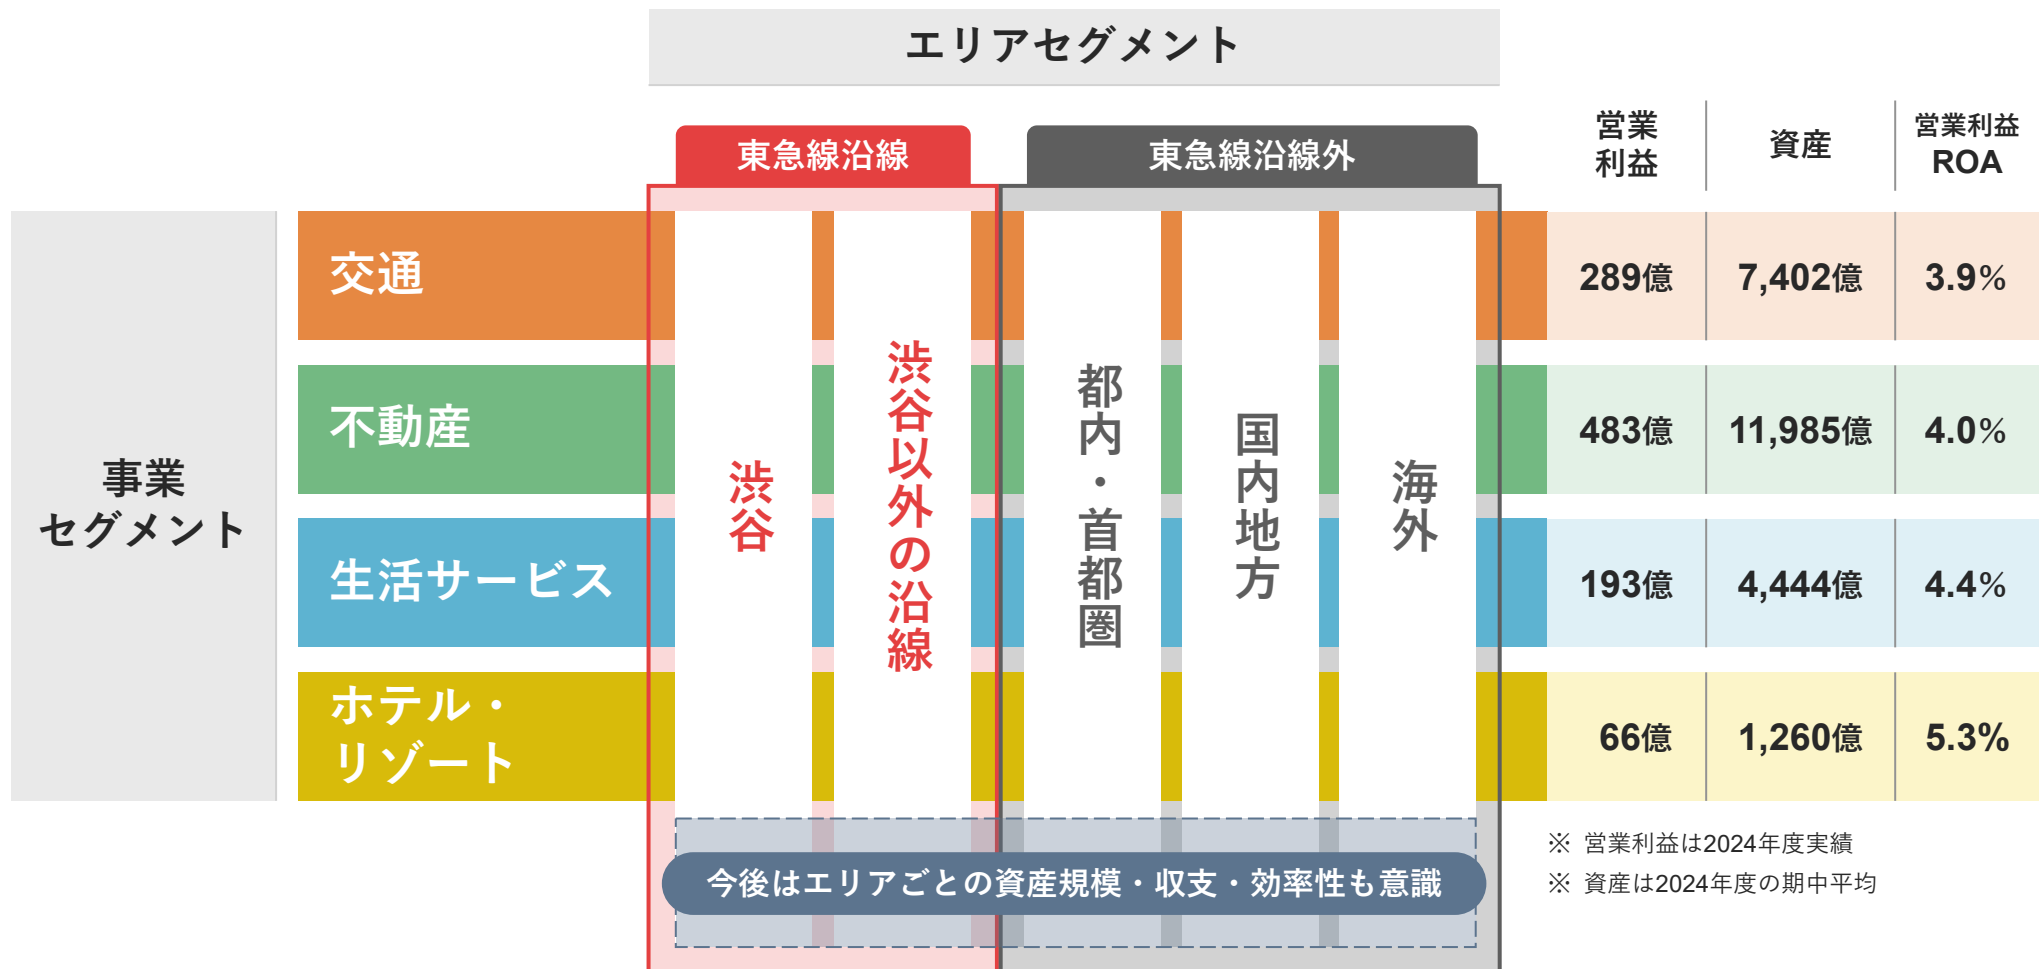 エリアセグメント
東急線沿線
東急線沿線外
営業
利益
資産
営業利益
ROA
事業
セグメント
交通
289億
7,402億
3.9%
不動産
483億
11,985億
4.0%
生活サービス
193億
4,444億
4.4%
ホテル・
リゾート
66億
1,260億
5.3%
渋谷
渋谷以外の沿線
都内・首都圏
国内地方
海外
今後はエリアごとの資産規模・収支・効率性も意識
※ 営業利益は2024年度実績
※ 資産は2024年度の期中平均